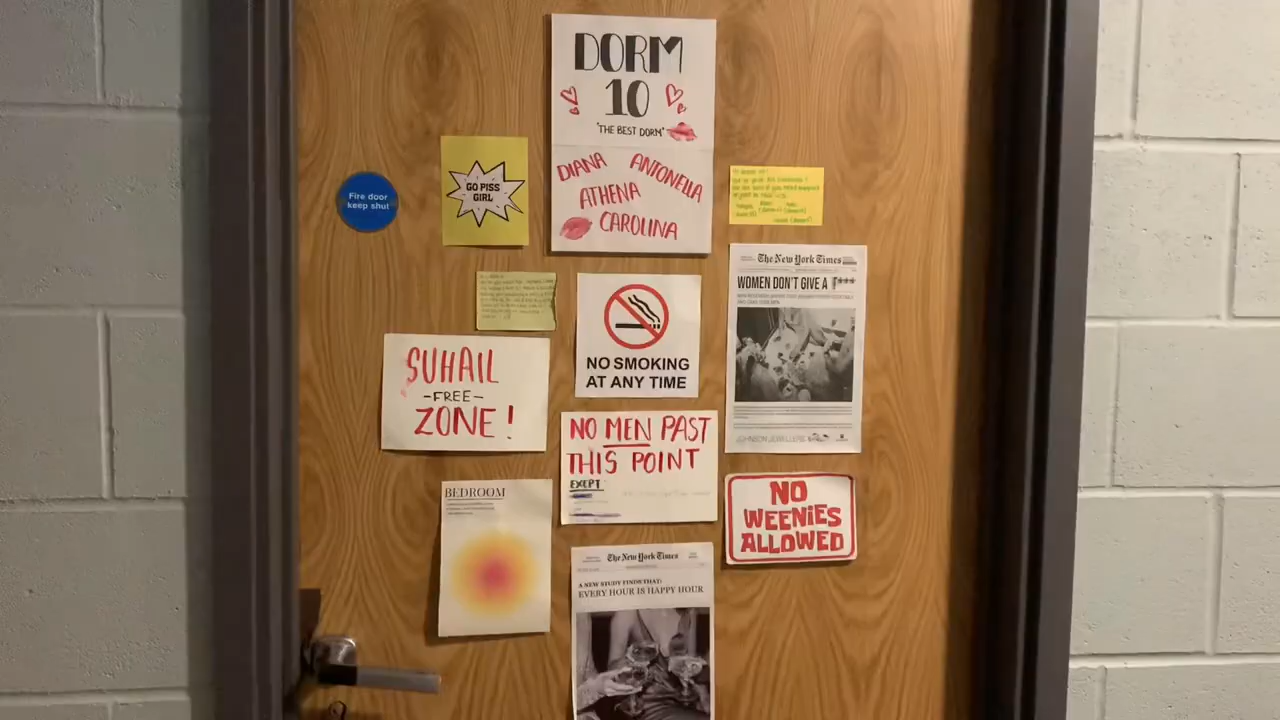 DORM
10
"THE BEST DORM"
DIANA
ANTONELLA
ATHENA
CAROLINA
Fire door
keep shut
GO PISS
GIRL
The New York Times
WOMEN DON'T GIVE A F***
NO SMOKING
AT ANY TIME
SUHAIL
-FREE-
ZONE!
NO MEN PAST
THIS POINT
EXEPT
JOHNSON JEWELLERS
NO
WEENIES
ALLOWED
BEDROOM
The New York Times
A NEW STUDY FINDS THAT:
EVERY HOUR IS HAPPY HOUR